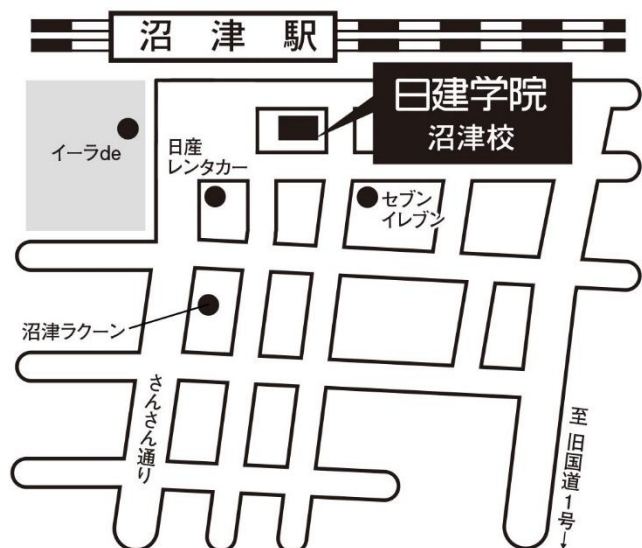 沼津駅
日建学院
沼津校
イーラde
日産
レンタカー
セブン
イレブン
沼津ラクーン
さんさん通り
至 旧国道1号→